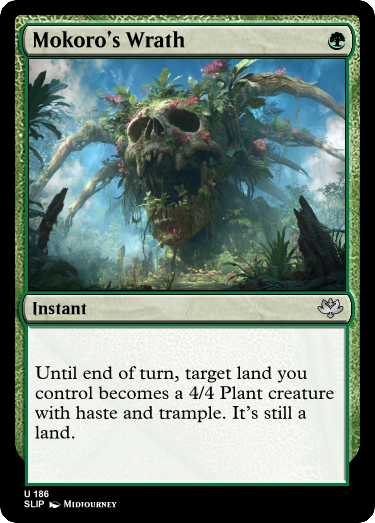 Mokoro's Wrath
Instant
Until end of turn, target land you
control becomes a 4/4 Plant creature
with haste and trample. It's still a
land.
U 186
SLIP Midjourney